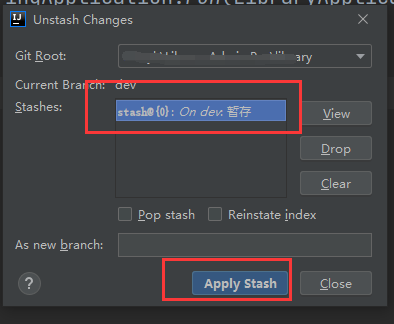 Unstash Changes
Git Root:
Current Branch: dev
Stashes:
stash@{0}: On dev: 暂存
View
Drop
Clear
Pop stash
Reinstate index
As new branch:
?
Apply Stash
Close